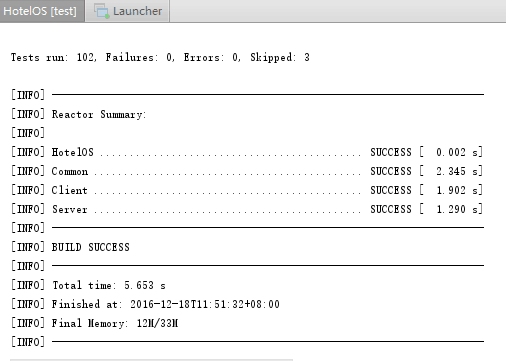 HotelOS [test] Launcher
Tests run: 102, Failures: 0, Errors: 0, Skipped: 3
[INFO] ------------------------------------------------------------------------
[INFO] Reactor Summary:
[INFO]
[INFO] HotelOS ............................................ SUCCESS [  0.002 s]
[INFO] Common ............................................. SUCCESS [  2.345 s]
[INFO] Client ............................................. SUCCESS [  1.902 s]
[INFO] Server ............................................. SUCCESS [  1.290 s]
[INFO] ------------------------------------------------------------------------
[INFO] BUILD SUCCESS
[INFO] ------------------------------------------------------------------------
[INFO] Total time: 5.653 s
[INFO] Finished at: 2016-12-18T11:51:32+08:00
[INFO] Final Memory: 12M/33M
[INFO] ------------------------------------------------------------------------